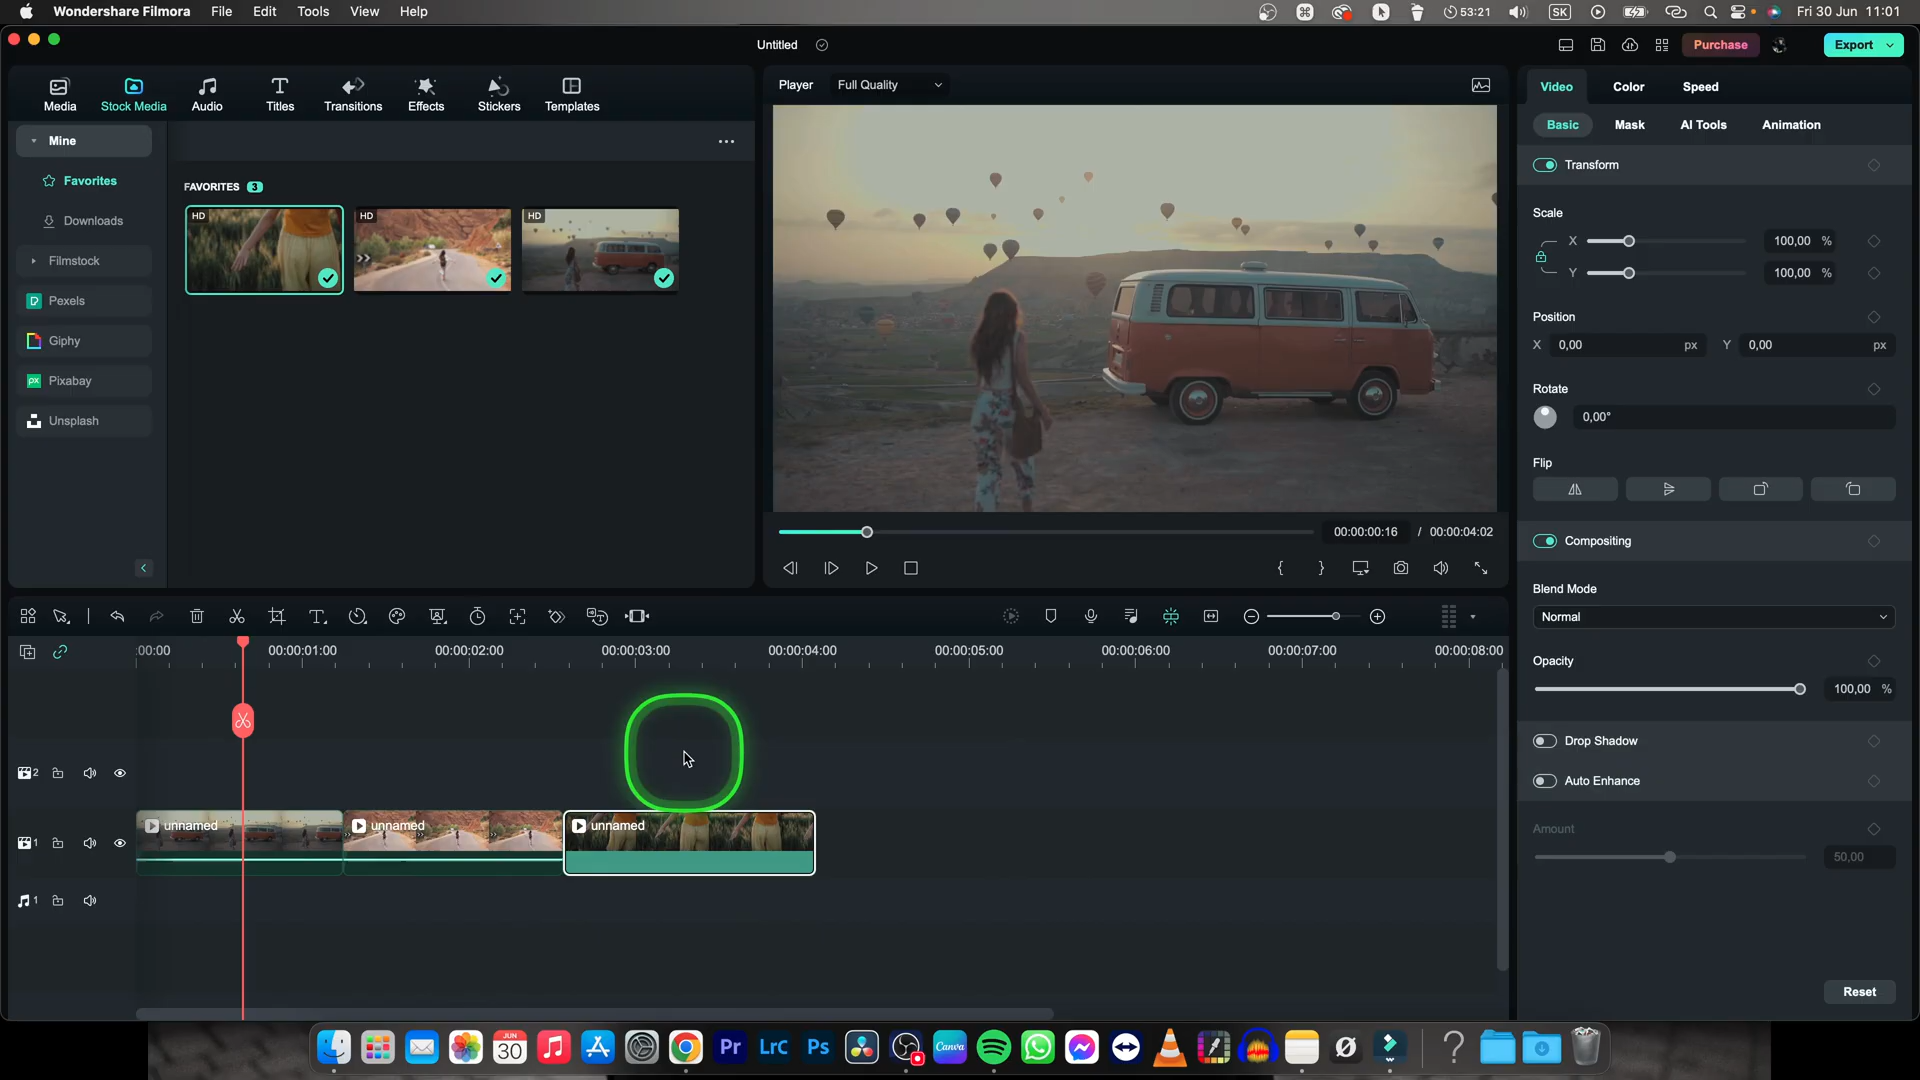 Wondershare Filmora File Edit Tools View Help
53:21 SK Fri 30 Jun 11:01
Untitled
Purchase Export
Media Stock Media Audio Titles Transitions Effects Stickers Templates
Player Full Quality
Video Color Speed
Basic Mask AI Tools Animation
Mine
Favorites
Downloads
Filmstock
Pexels
Giphy
Pixabay
Unsplash
FAVORITES 3
HD HD HD
Transform
Scale
X 100,00 %
Y 100,00 %
Position
X 0,00 px Y 0,00 px
Rotate
0,00°
Flip
Compositing
Blend Mode
Normal
Opacity
100,00 %
Drop Shadow
Auto Enhance
Amount
50,00
Reset
00:00:00:16 / 00:00:04:02
:00:00 00:00:01:00 00:00:02:00 00:00:03:00 00:00:04:00 00:00:05:00 00:00:06:00 00:00:07:00 00:00:08:00
2
1 unnamed unnamed unnamed
1
JUN
30
Pr LrC Ps Canva